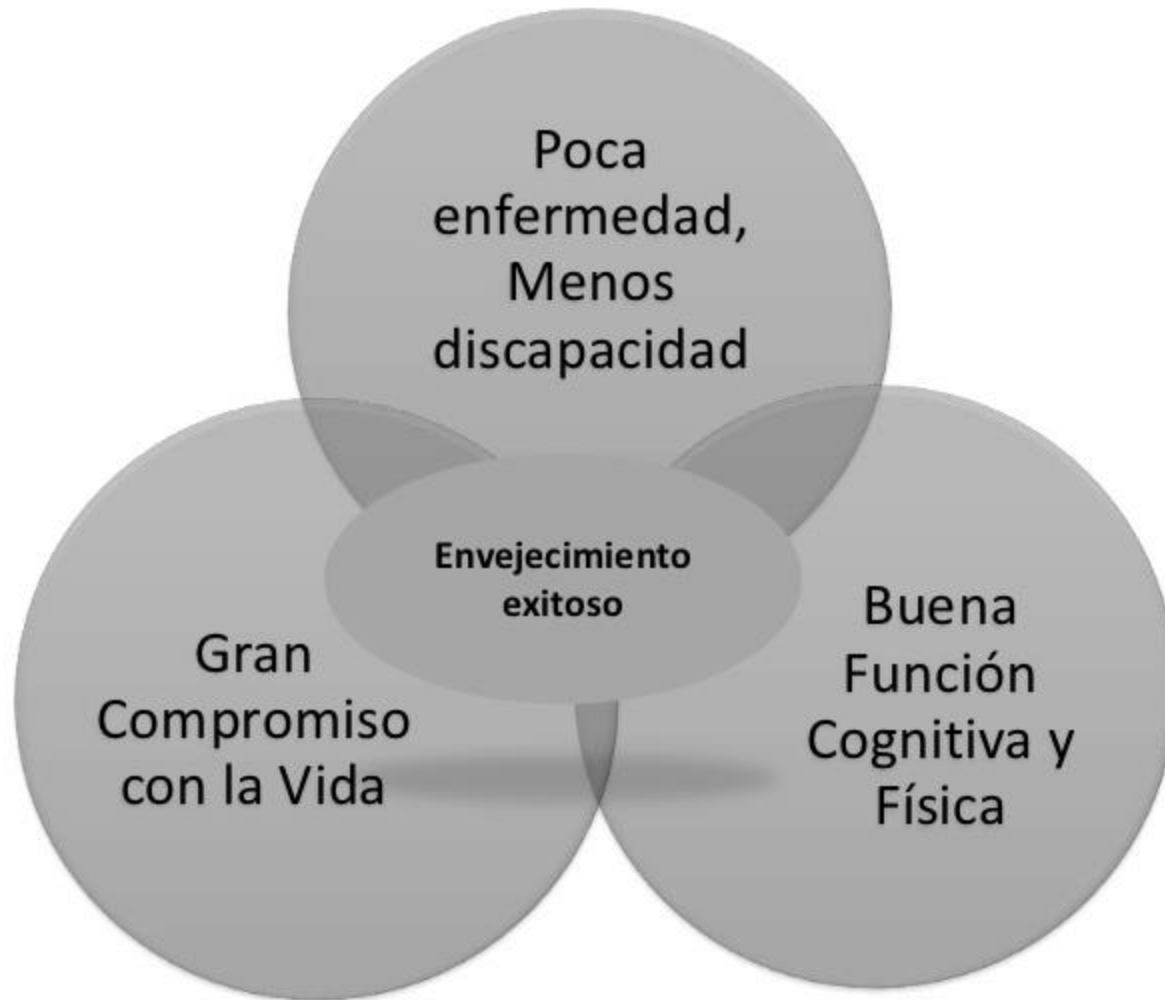 Poca
enfermedad,
Menos
discapacidad
Envejecimiento
exitoso
Gran
Compromiso
con la Vida
Buena
Función
Cognitiva y
Física